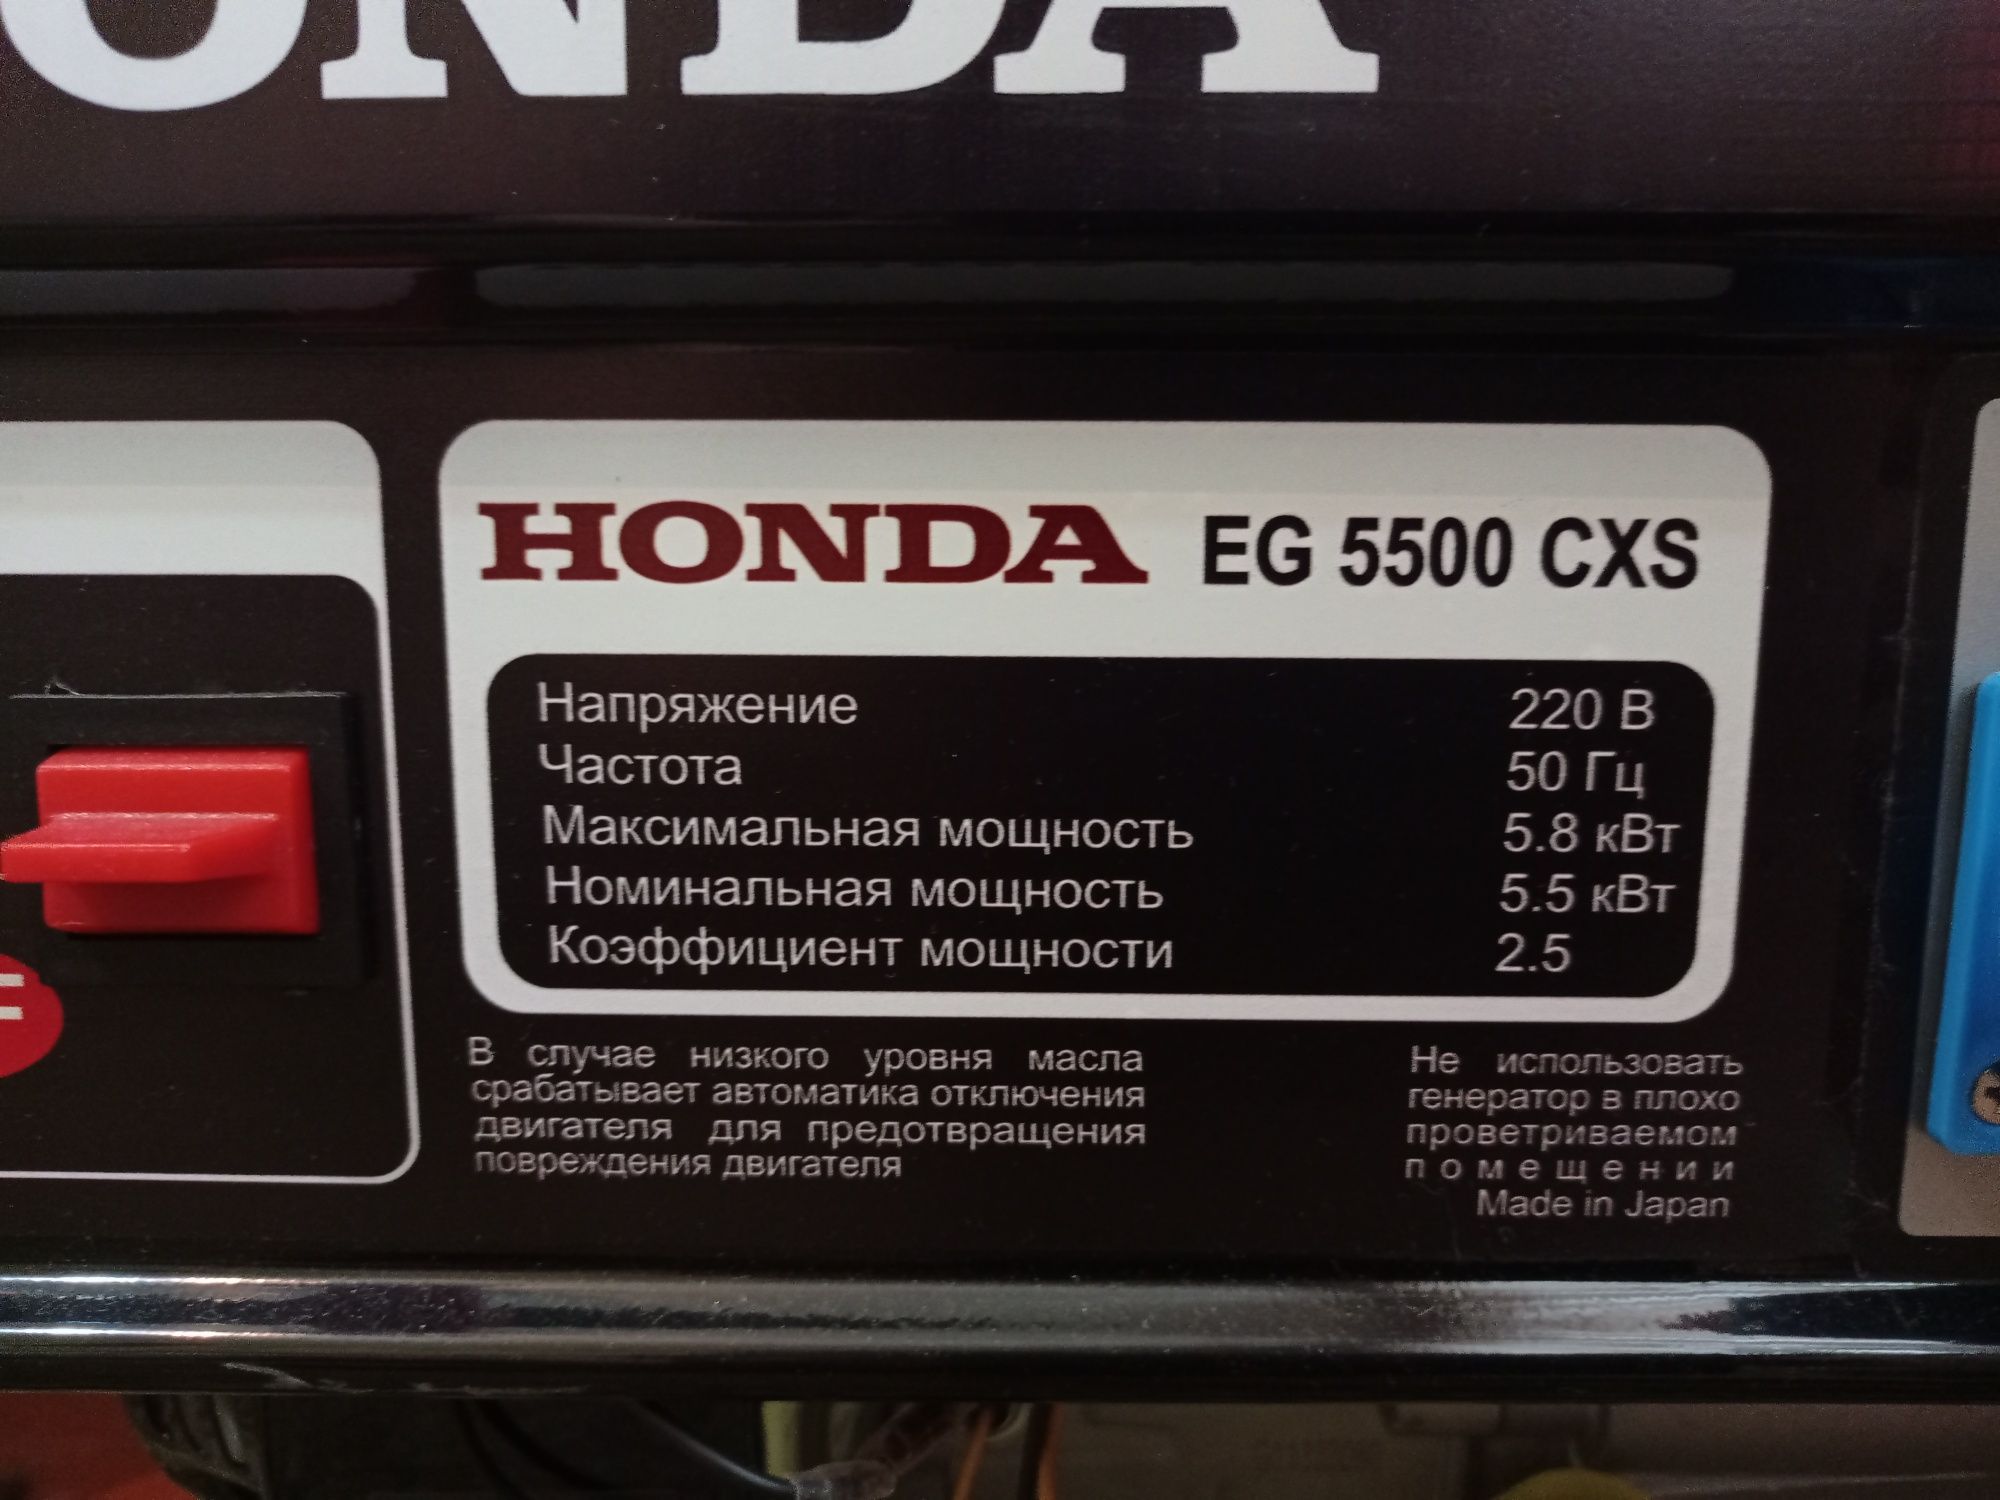 HONDA
HONDA EG 5500 CXS
Напряжение 220 В
Частота 50 Гц
Максимальная мощность 5.8 кВт
Номинальная мощность 5.5 кВт
Коэффициент мощности 2.5
В случае низкого уровня масла
срабатывает автоматика отключения
двигателя для предотвращения
повреждения двигателя
Не использовать
генератор в плохо
проветриваемом
помещении
Made in Japan